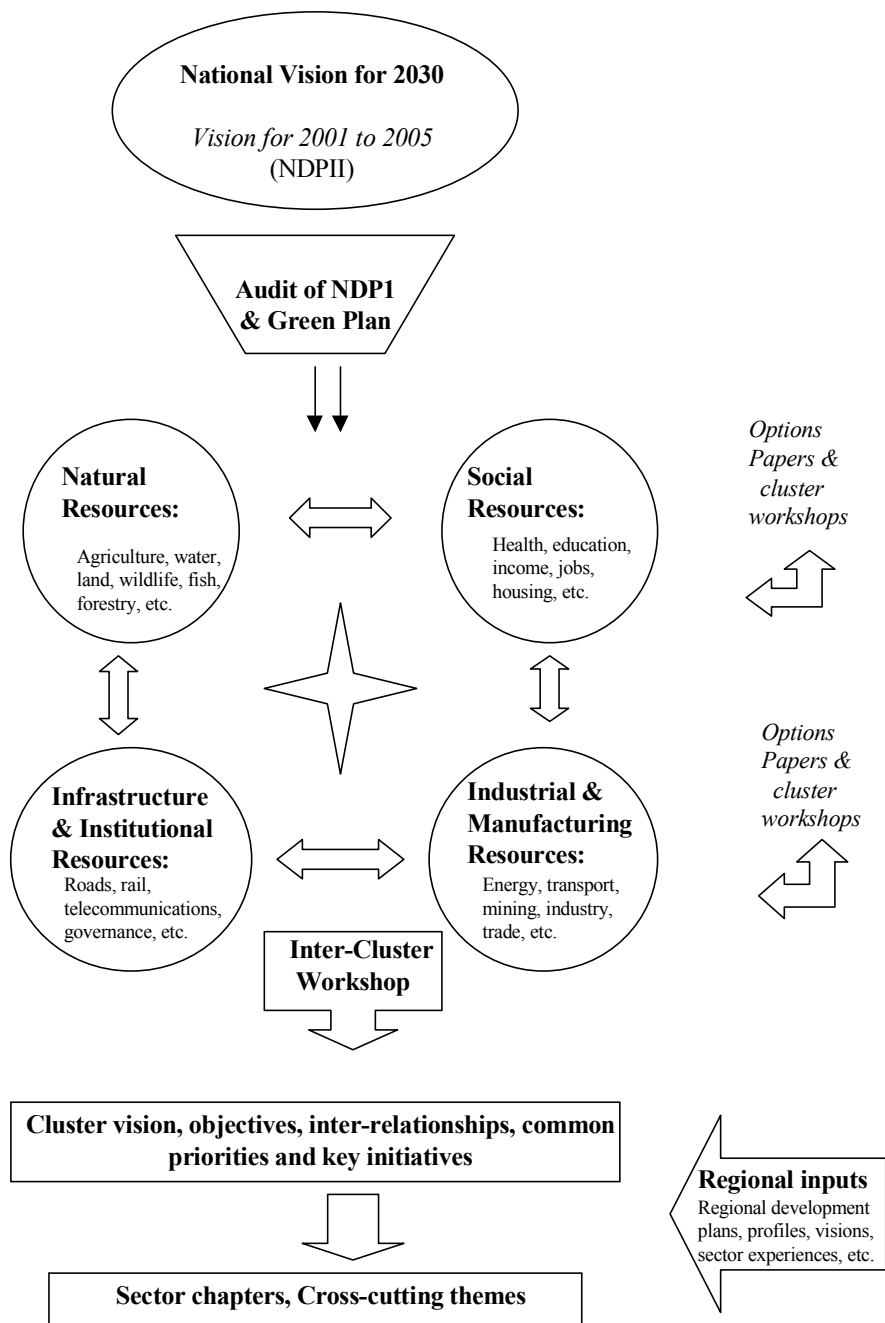 National Vision for 2030
Vision for 2001 to 2005
(NDPII)
Audit of NDP1
& Green Plan
Natural
Resources:
Agriculture, water,
land, wildlife, fish,
forestry, etc.
Social
Resources:
Health, education,
income, jobs,
housing, etc.
Options
Papers &
cluster
workshops
Infrastructure
& Institutional
Resources:
Roads, rail,
telecommunications,
governance, etc.
Industrial &
Manufacturing
Resources:
Energy, transport,
mining, industry,
trade, etc.
Options
Papers &
cluster
workshops
Inter-Cluster
Workshop
Cluster vision, objectives, inter-relationships, common
priorities and key initiatives
Regional inputs
Regional development
plans, profiles, visions,
sector experiences, etc.
Sector chapters, Cross-cutting themes